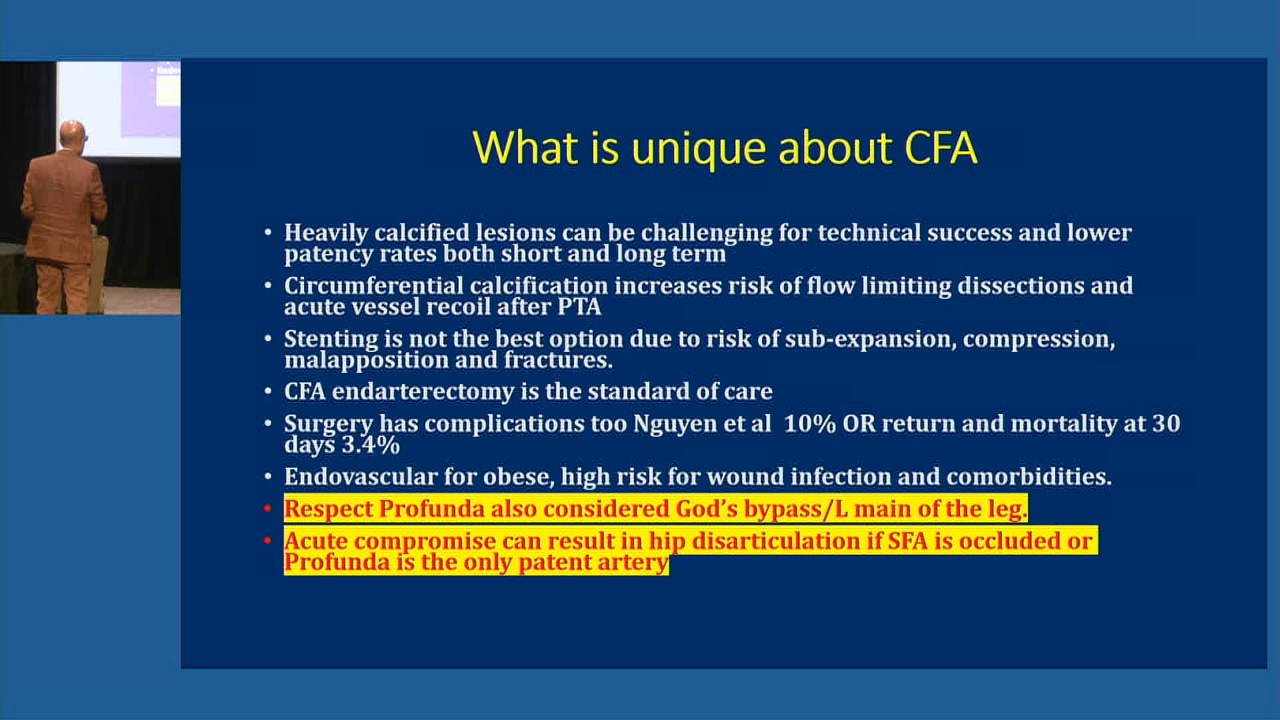 What is unique about CFA
• Heavily calcified lesions can be challenging for technical success and lower
patency rates both short and long term
• Circumferential calcification increases risk of flow limiting dissections and
acute vessel recoil after PTA
• Stenting is not the best option due to risk of sub-expansion, compression,
malapposition and fractures.
• CFA endarterectomy is the standard of care
• Surgery has complications too Nguyen et al  10% OR return and mortality at 30
days 3.4%
• Endovascular for obese, high risk for wound infection and comorbidities.
• Respect Profunda also considered God's bypass/L main of the leg.
• Acute compromise can result in hip disarticulation if SFA is occluded or
Profunda is the only patent artery